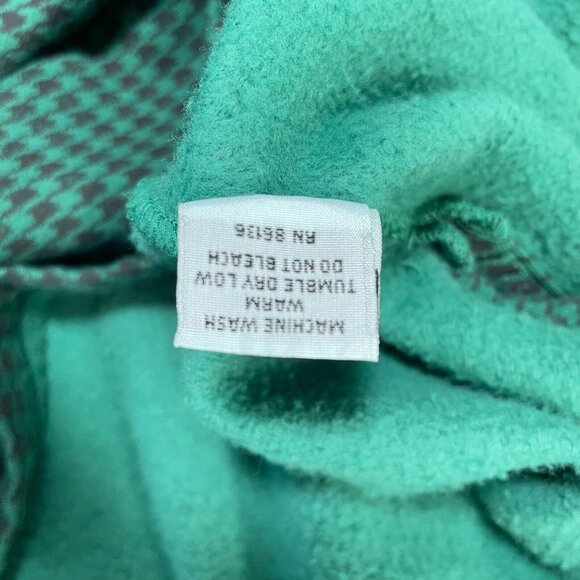 MACHINE WASH
WARM
TUMBLE DRY LOW
DO NOT BLEACH
RN 86136